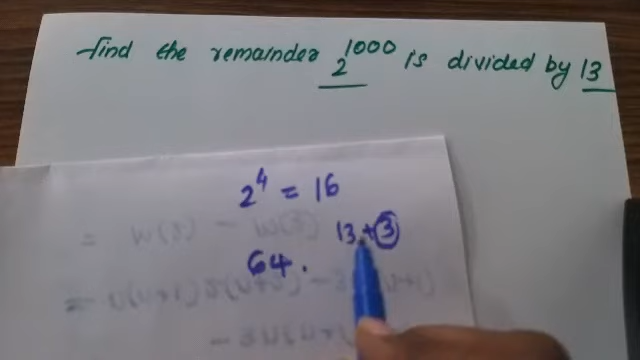 find the remainder 2^1000 is divided by 13
2^4 = 16
13+3
64.